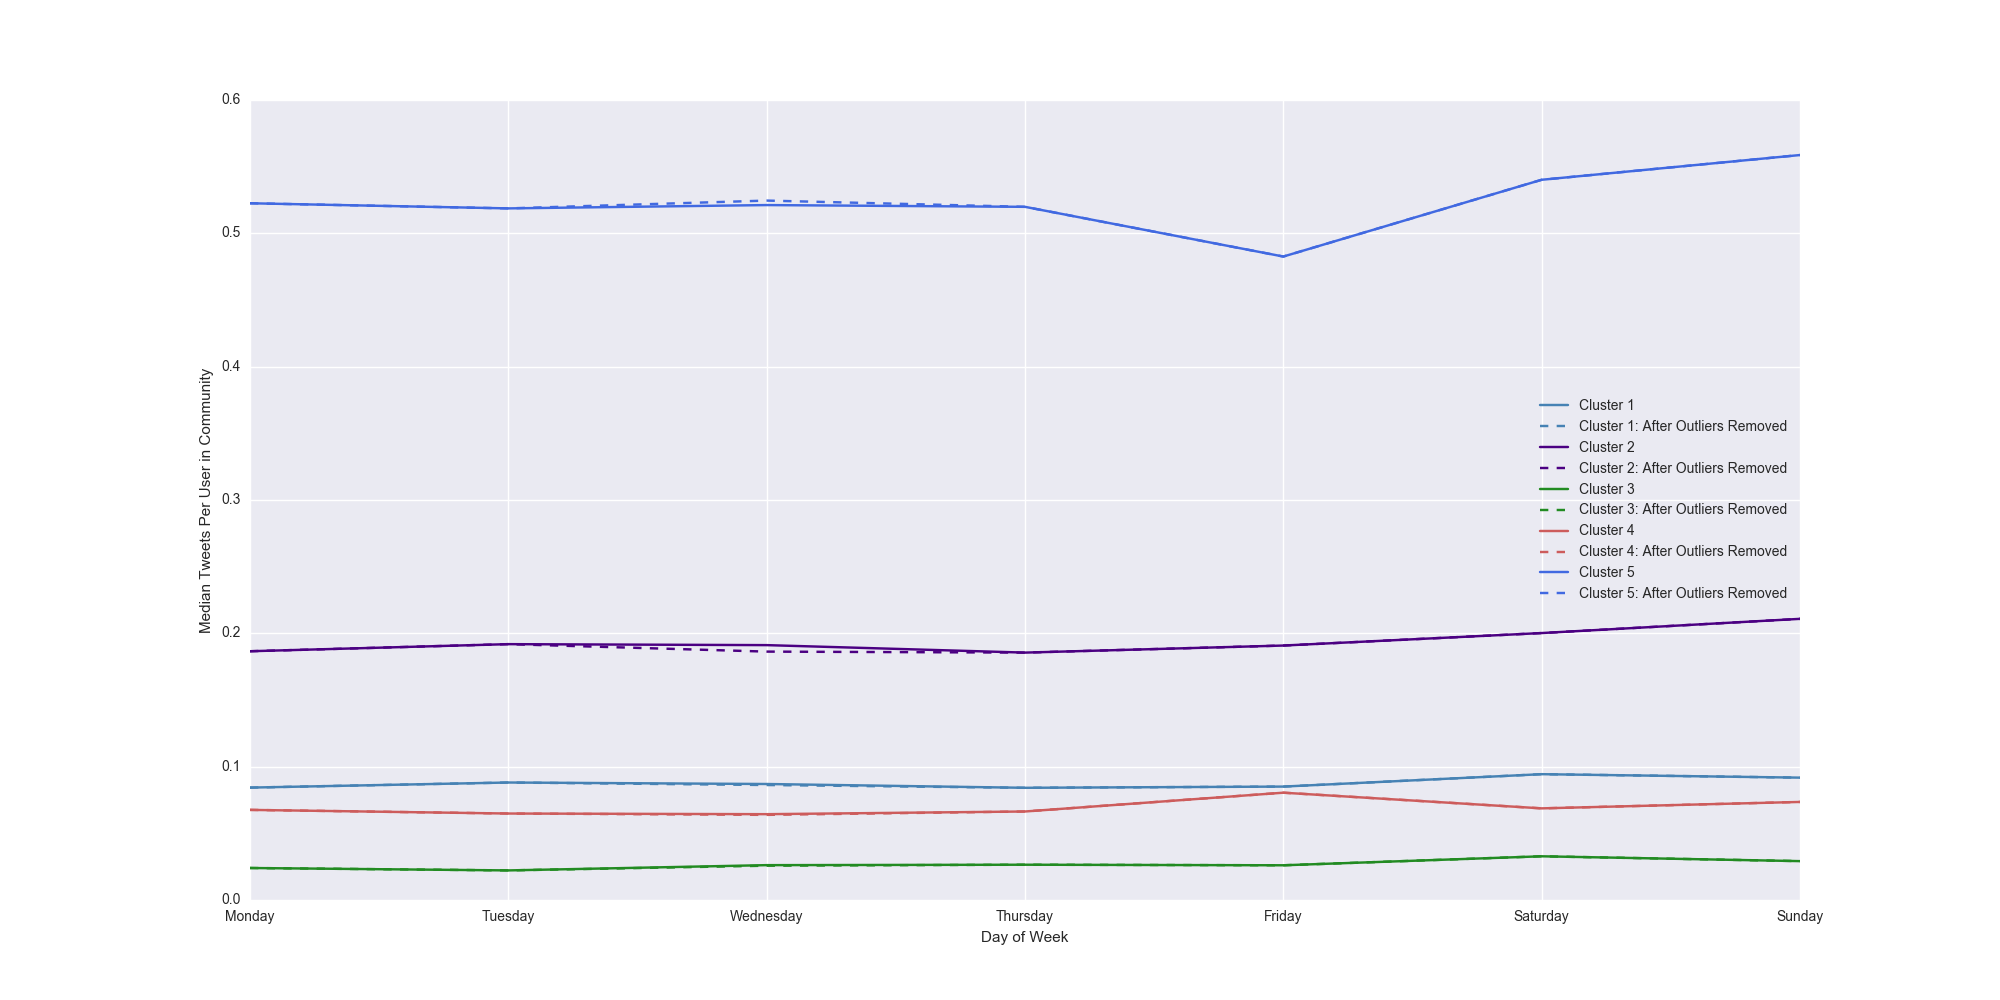 0.6
0.5
0.4
0.3
0.2
0.1
0.0
Median Tweets Per User in Community
Cluster 1
Cluster 1: After Outliers Removed
Cluster 2
Cluster 2: After Outliers Removed
Cluster 3
Cluster 3: After Outliers Removed
Cluster 4
Cluster 4: After Outliers Removed
Cluster 5
Cluster 5: After Outliers Removed
Monday Tuesday Wednesday Thursday Friday Saturday Sunday
Day of Week